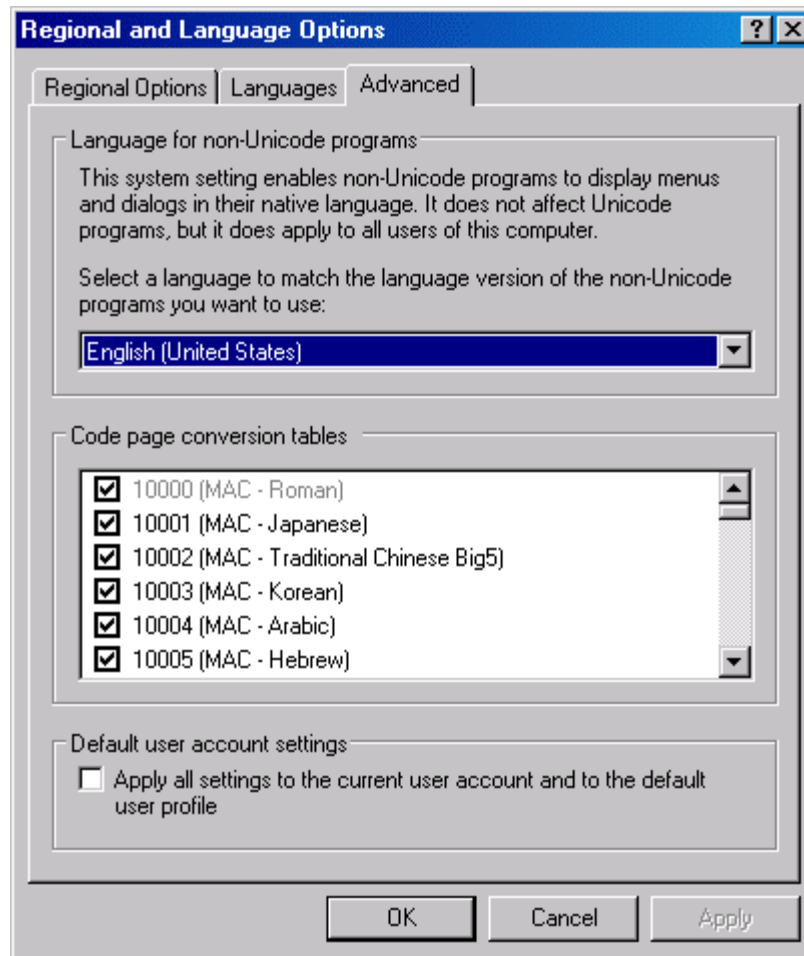 Regional and Language Options
Regional Options
Languages
Advanced
Language for non-Unicode programs
This system setting enables non-Unicode programs to display menus
and dialogs in their native language. It does not affect Unicode
programs, but it does apply to all users of this computer.
Select a language to match the language version of the non-Unicode
programs you want to use:
English (United States)
Code page conversion tables
10000 (MAC - Roman)
10001 (MAC - Japanese)
10002 (MAC - Traditional Chinese Big5)
10003 (MAC - Korean)
10004 (MAC - Arabic)
10005 (MAC - Hebrew)
Default user account settings
Apply all settings to the current user account and to the default
user profile
OK
Cancel
Apply